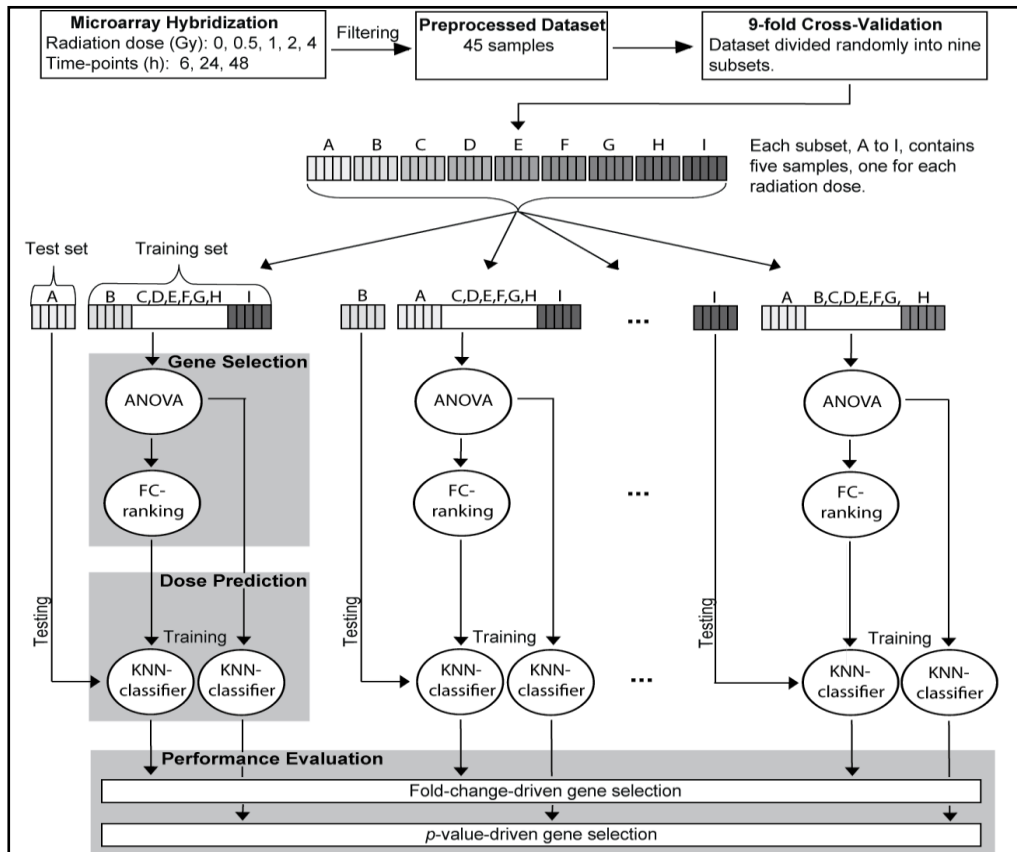 Microarray Hybridization
Radiation dose (Gy): 0, 0.5, 1, 2, 4
Time-points (h): 6, 24, 48
Filtering
Preprocessed Dataset
45 samples
9-fold Cross-Validation
Dataset divided randomly into nine
subsets.
A B C D E F G H I
Each subset, A to I, contains
five samples, one for each
radiation dose.
Test set
Training set
A
B C,D,E,F,G,H I
B
A C,D,E,F,G,H I
...
I
A B,C,D,E,F,G, H
Gene Selection
ANOVA
ANOVA
ANOVA
FC-
ranking
FC-
ranking
...
FC-
ranking
Dose Prediction
Testing
Training
Testing
Training
Testing
Training
KNN-
classifier
KNN-
classifier
KNN-
classifier
KNN-
classifier
...
KNN-
classifier
KNN-
classifier
Performance Evaluation
Fold-change-driven gene selection
p-value-driven gene selection